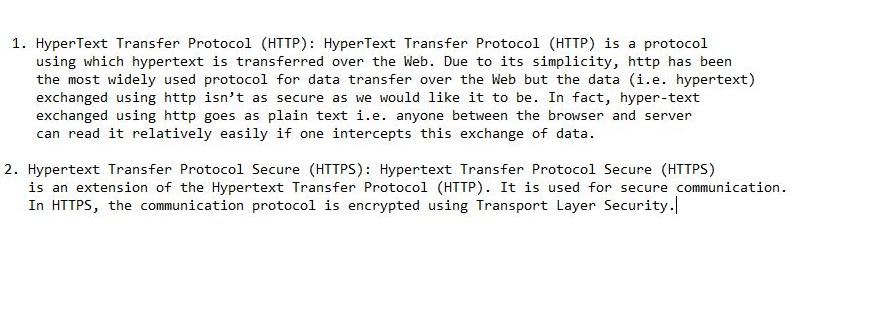 1. HyperText Transfer Protocol (HTTP): HyperText Transfer Protocol (HTTP) is a protocol
using which hypertext is transferred over the Web. Due to its simplicity, http has been
the most widely used protocol for data transfer over the Web but the data (i.e. hypertext)
exchanged using http isn't as secure as we would like it to be. In fact, hyper-text
exchanged using http goes as plain text i.e. anyone between the browser and server
can read it relatively easily if one intercepts this exchange of data.
2. Hypertext Transfer Protocol Secure (HTTPS): Hypertext Transfer Protocol Secure (HTTPS)
is an extension of the Hypertext Transfer Protocol (HTTP). It is used for secure communication.
In HTTPS, the communication protocol is encrypted using Transport Layer Security.